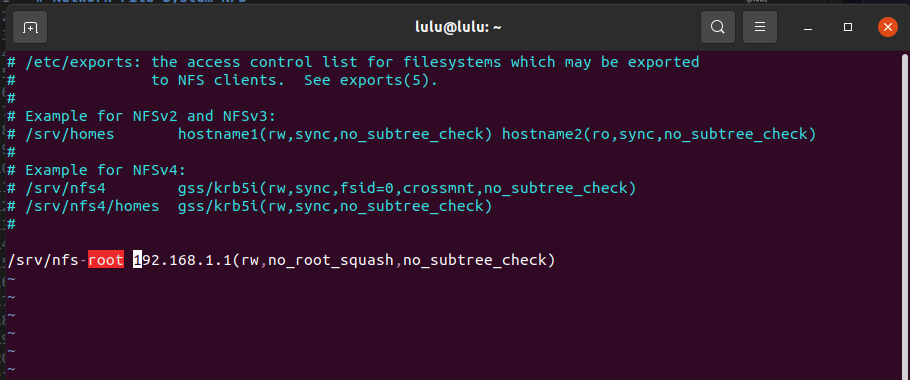 lulu@lulu: ~
# /etc/exports: the access control list for filesystems which may be exported
#               to NFS clients.  See exports(5).
#
# Example for NFSv2 and NFSv3:
# /srv/homes       hostname1(rw,sync,no_subtree_check) hostname2(ro,sync,no_subtree_check)
#
# Example for NFSv4:
# /srv/nfs4        gss/krb5i(rw,sync,fsid=0,crossmnt,no_subtree_check)
# /srv/nfs4/homes  gss/krb5i(rw,sync,no_subtree_check)
#
/srv/nfs-root 192.168.1.1(rw,no_root_squash,no_subtree_check)
~
~
~
~
~
~